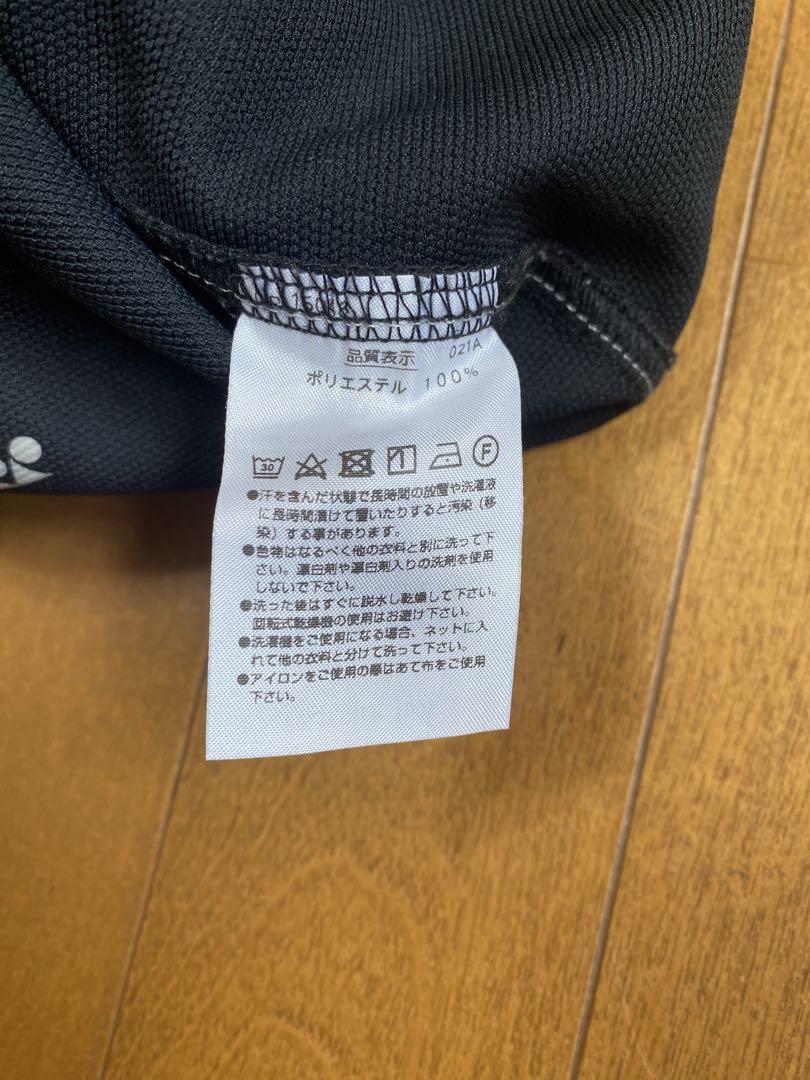 品質表示 021A
ポリエステル 100%
30 F
●汗を含んだ状態で長時間の放置や洗濯液
に長時間漬けて置いたりすると汚染(移
染)する事があります。
●色物はなるべく他の衣料と別に洗って下
さい。漂白剤や漂白剤入りの洗剤を使用
しないで下さい。
●洗った後はすぐに脱水し乾燥して下さい。
回転式乾燥機の使用はお避け下さい。
●洗濯機をご使用になる場合、ネットに入
れて他の衣料と分けて洗って下さい。
●アイロンをご使用の際はあて布をご使用
下さい。